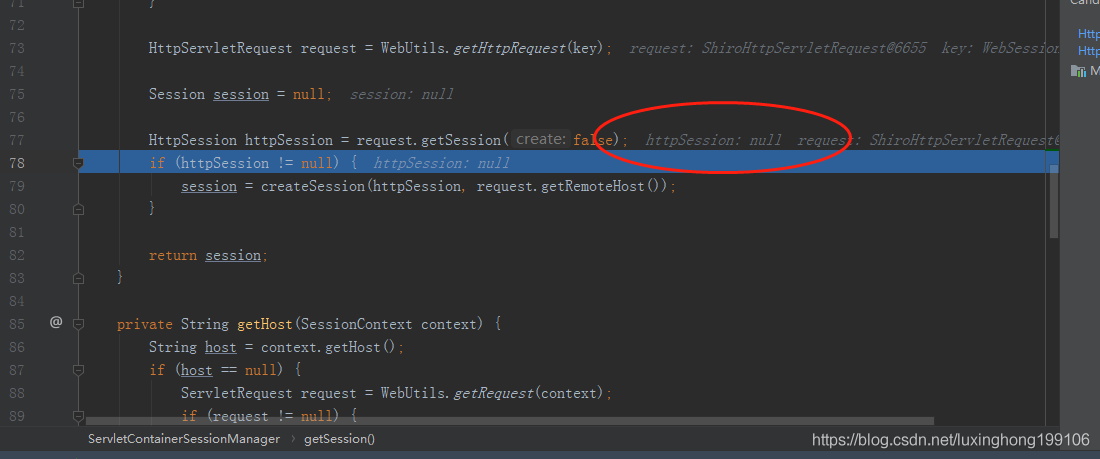 71 }
Cand
72
73 HttpServletRequest request = WebUtils.getHttpRequest(key); request: ShiroHttpServletRequest@6655 key: WebSession
Http
74
Http
75 Session session = null; session: null
M
76
77 HttpSession httpSession = request.getSession( create: false); httpSession: null request: ShiroHttpServletRequest@
78 if (httpSession != null) { httpSession: null
79 session = createSession(httpSession, request.getRemoteHost());
80 }
81
82 return session;
83 }
84
85 @ private String getHost(SessionContext context) {
86 String host = context.getHost();
87 if (host == null) {
88 ServletRequest request = WebUtils.getRequest(context);
89 if (request != null) {
ServletContainerSessionManager › getSession()
https://blog.csdn.net/luxinghong199106